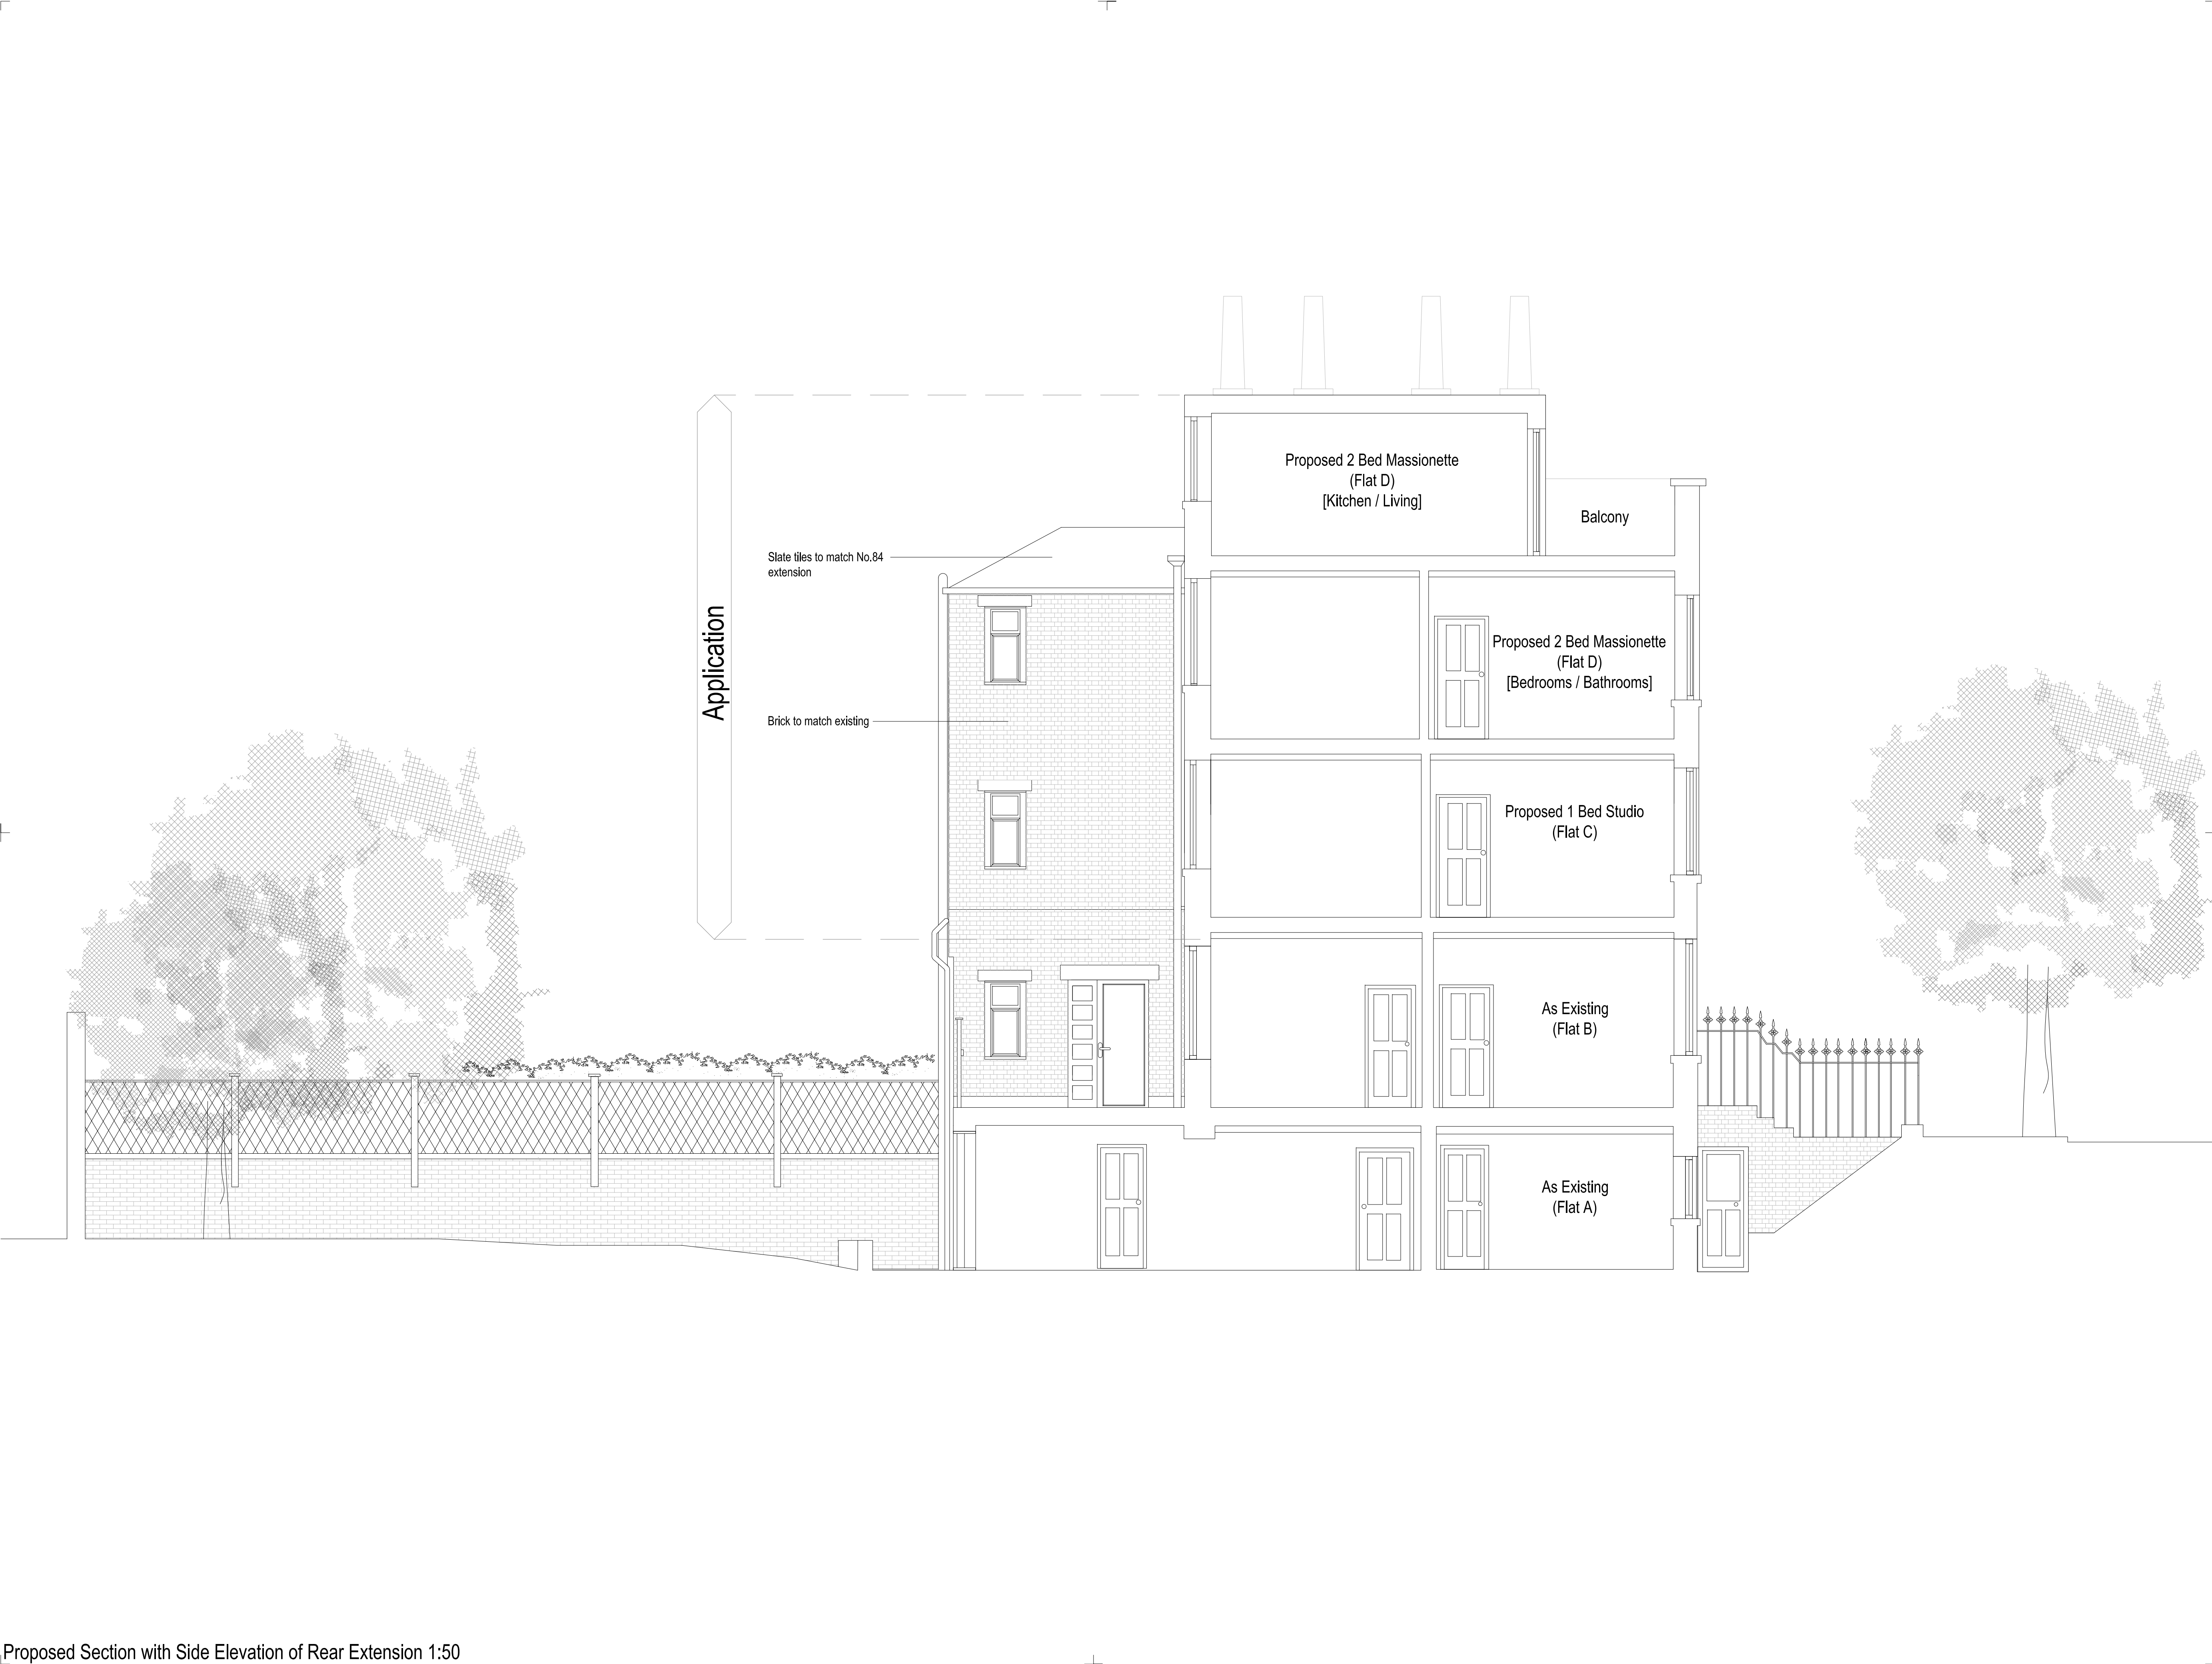 Proposed 2 Bed Massionette
(Flat D)
[Kitchen / Living]
Balcony
Slate tiles to match No.84
extension
Application
Proposed 2 Bed Massionette
(Flat D)
[Bedrooms / Bathrooms]
Brick to match existing
Proposed 1 Bed Studio
(Flat C)
As Existing
(Flat B)
As Existing
(Flat A)
Proposed Section with Side Elevation of Rear Extension 1:50